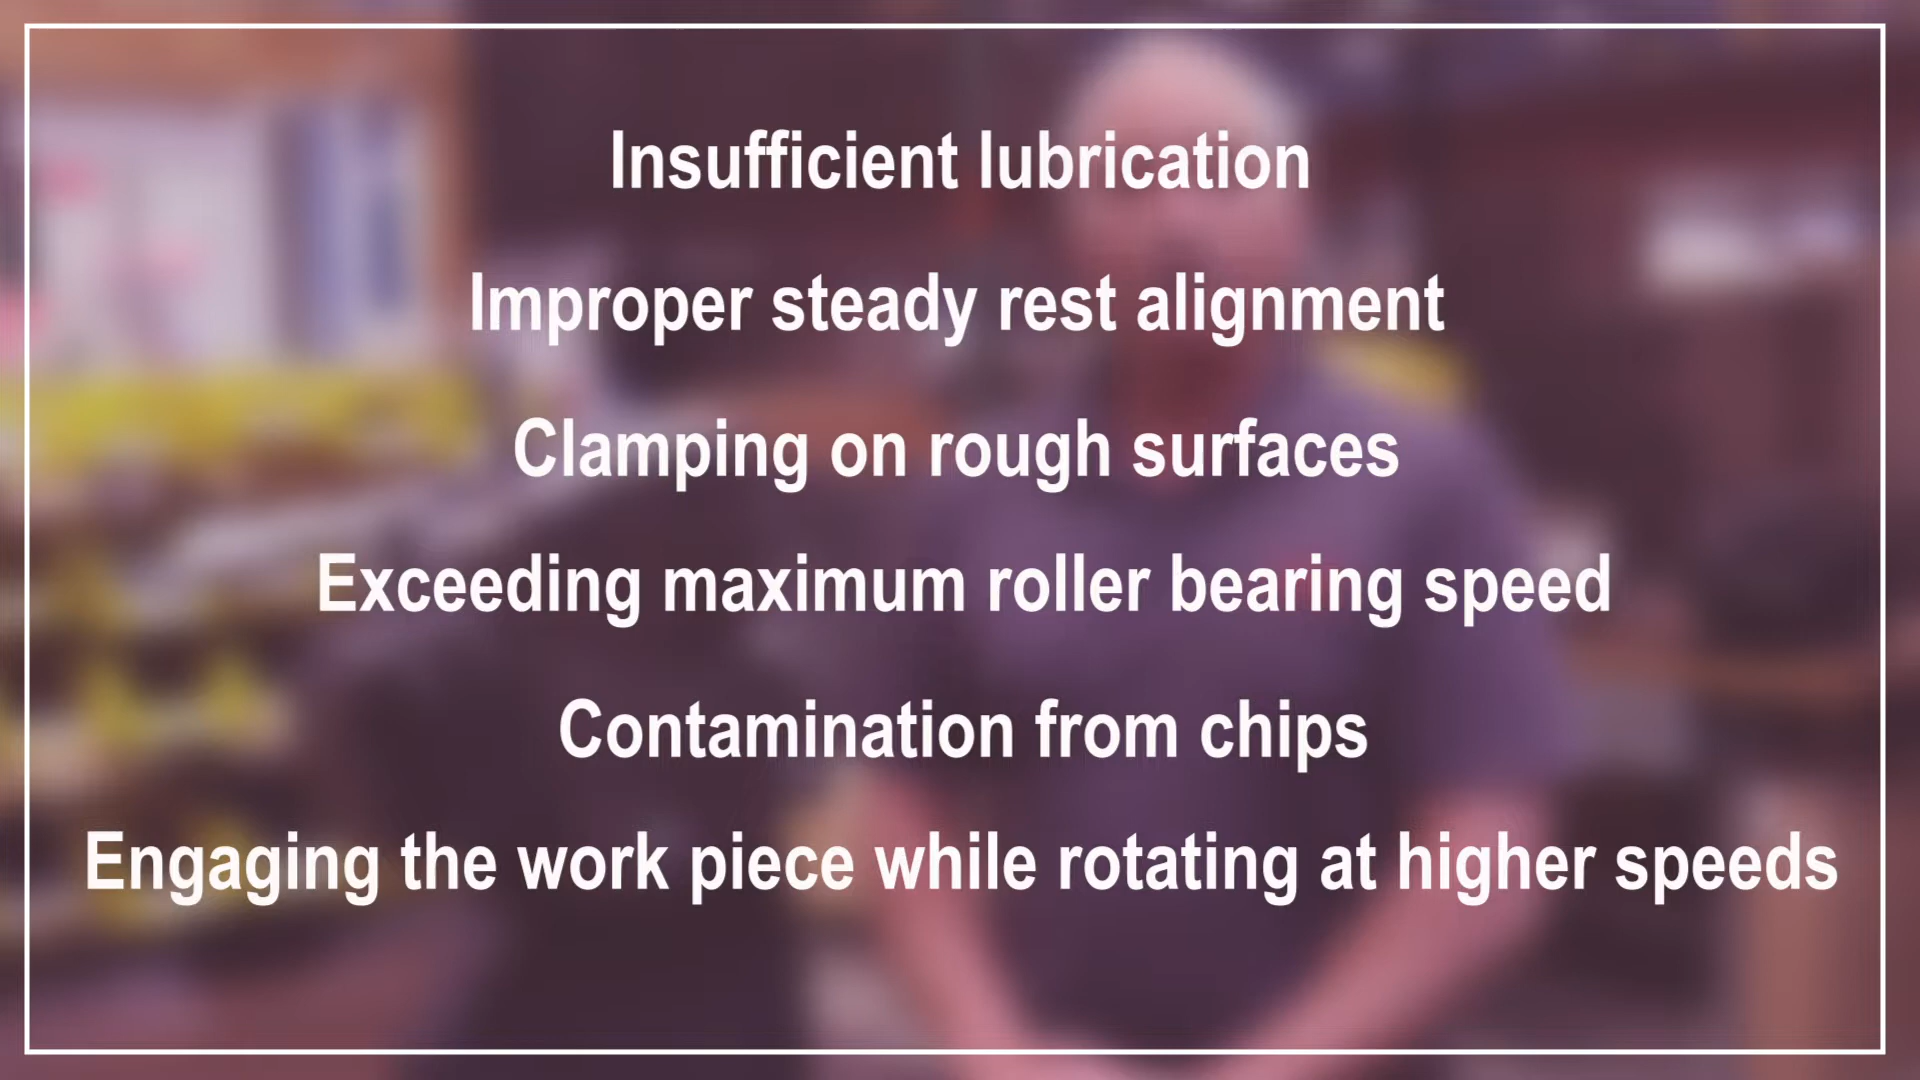 Insufficient lubrication
Improper steady rest alignment
Clamping on rough surfaces
Exceeding maximum roller bearing speed
Contamination from chips
Engaging the work piece while rotating at higher speeds